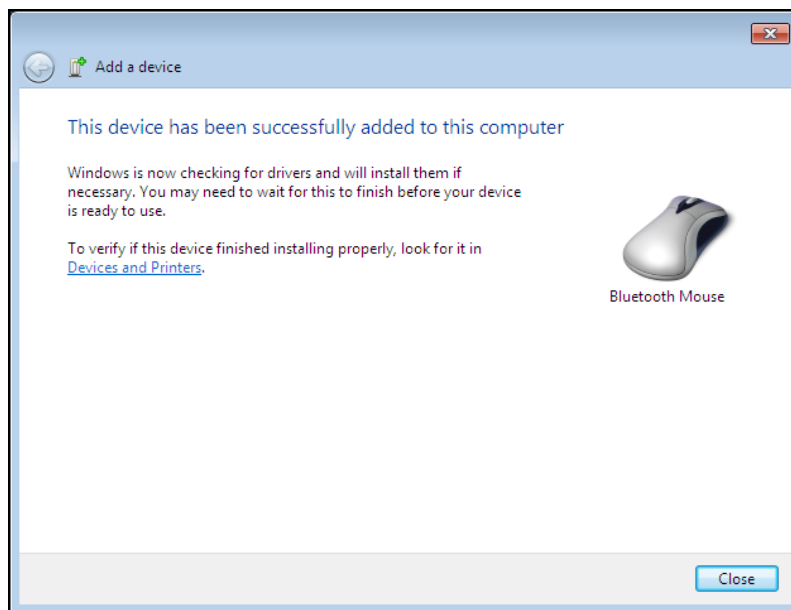 Add a device
This device has been successfully added to this computer
Windows is now checking for drivers and will install them if
necessary. You may need to wait for this to finish before your device
is ready to use.
To verify if this device finished installing properly, look for it in
Devices and Printers.
Bluetooth Mouse
Close